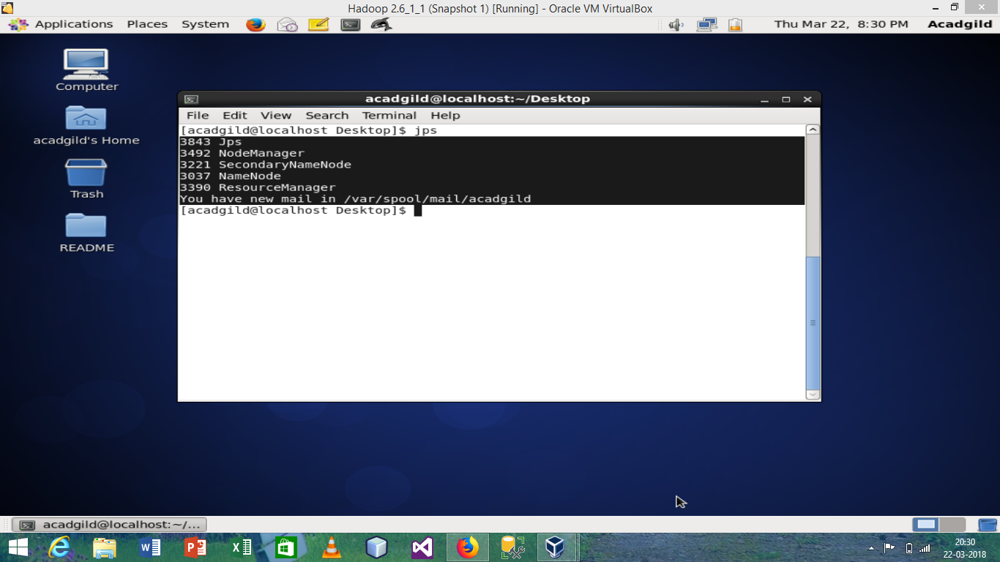 Hadoop 2.6_1_1 (Snapshot 1) [Running] - Oracle VM VirtualBox
Applications Places System Thu Mar 22, 8:30 PM Acadgild
Computer
acadgild's Home
Trash
README
acadgild@localhost:~/Desktop
File Edit View Search Terminal Help
[acadgild@localhost Desktop]$ jps
3843 Jps
3492 NodeManager
3221 SecondaryNameNode
3037 NameNode
3390 ResourceManager
You have new mail in /var/spool/mail/acadgild
[acadgild@localhost Desktop]$
acadgild@localhost:~/...
20:30
22-03-2018